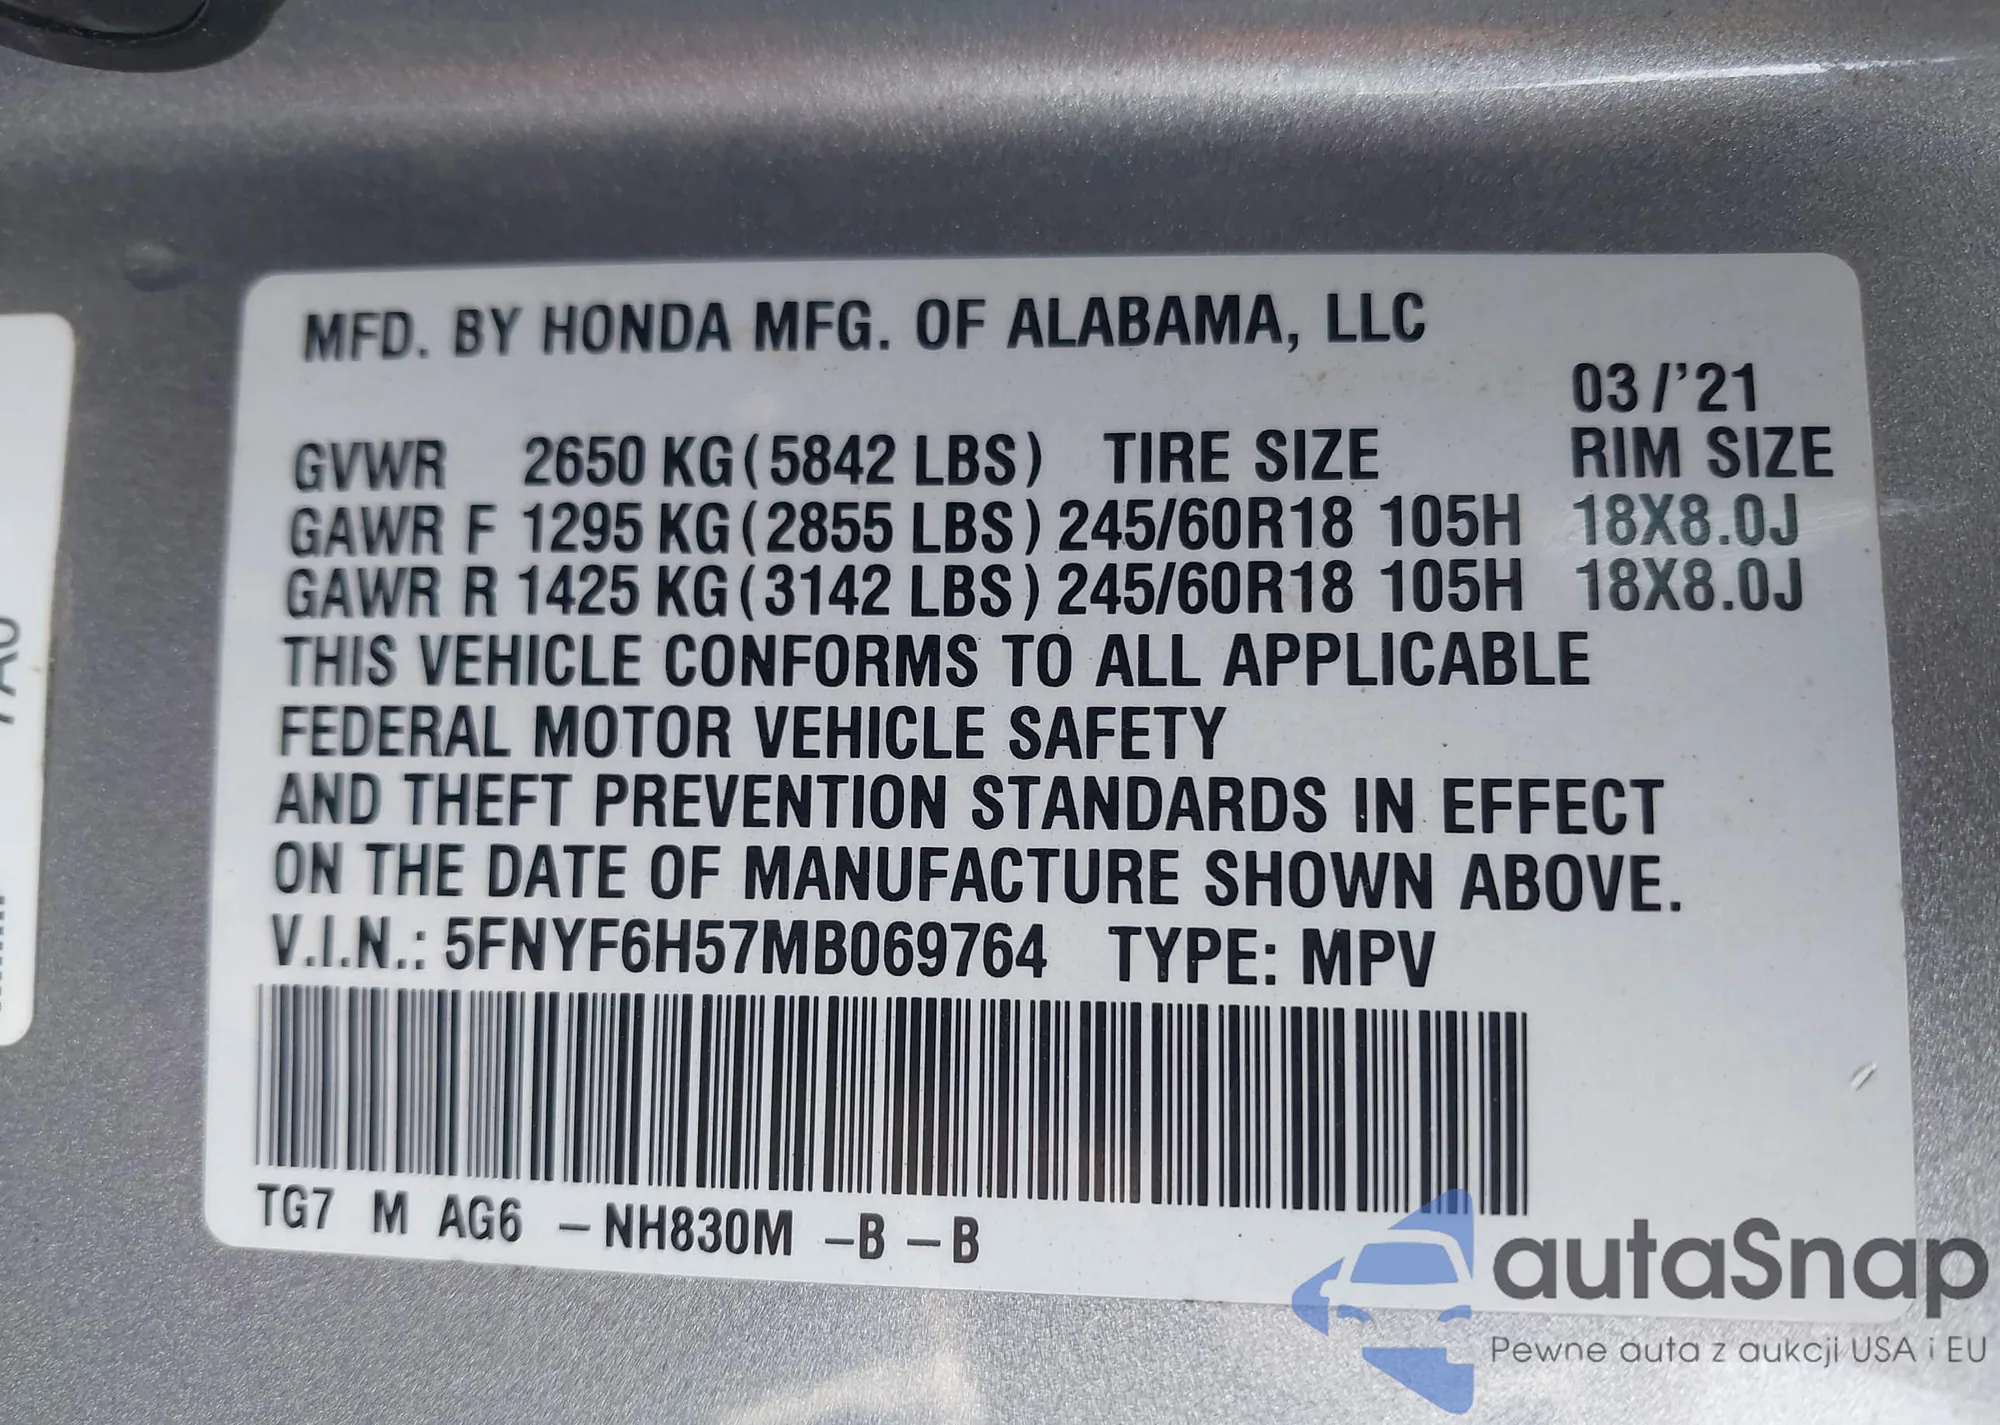 MFD. BY HONDA MFG. OF ALABAMA, LLC
03/'21
GVWR 2650 KG(5842 LBS) TIRE SIZE RIM SIZE
GAWR F 1295 KG(2855 LBS) 245/60R18 105H 18X8.0J
GAWR R 1425 KG(3142 LBS) 245/60R18 105H 18X8.0J
THIS VEHICLE CONFORMS TO ALL APPLICABLE
FEDERAL MOTOR VEHICLE SAFETY
AND THEFT PREVENTION STANDARDS IN EFFECT
ON THE DATE OF MANUFACTURE SHOWN ABOVE.
V.I.N.: 5FNYF6H57MB069764 TYPE: MPV
TG7 M AG6 –NH830M –B –B
autaSnap
Pewne auta z aukcji USA i EU